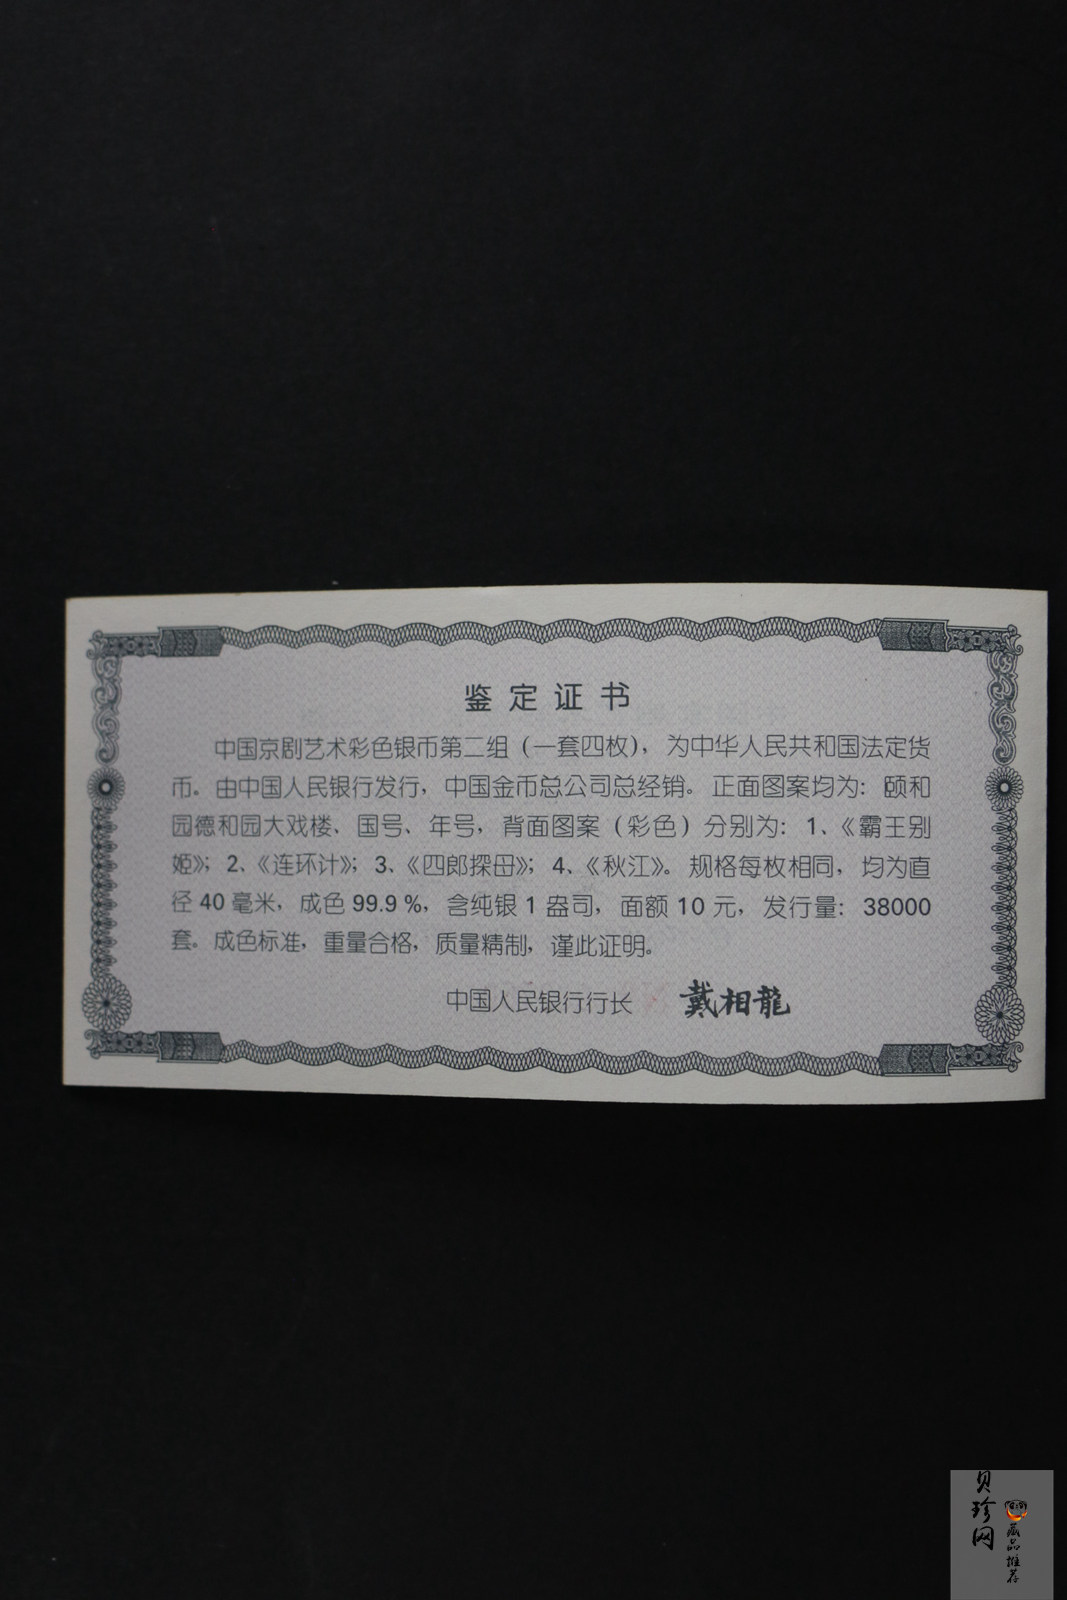 鉴定证书
中国京剧艺术彩色银币第二组（一套四枚），为中华人民共和国法定货
币。由中国人民银行发行，中国金币总公司总经销。正面图案均为：颐和
园德和园大戏楼、国号、年号，背面图案（彩色）分别为：1、《霸王别
姬》；2、《连环计》；3、《四郎探母》；4、《秋江》。规格每枚相同，均为直
径40毫米，成色99.9%，含纯银1盎司，面额10元，发行量：38000
套。成色标准，重量合格，质量精制，谨此证明。
中国人民银行行长 戴相龍
贝珍网
藏品推荐